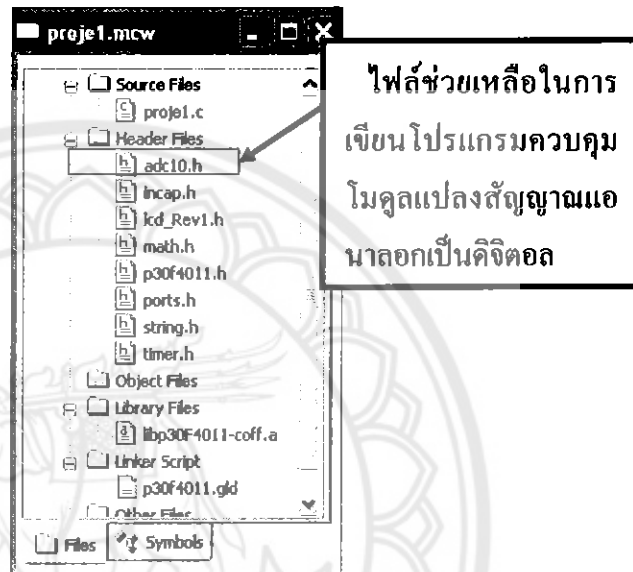 proje1.mcw
Source Files
proje1.c
Header Files
adc10.h
incap.h
lcd_Rev1.h
math.h
p30f4011.h
ports.h
string.h
timer.h
Object Files
Library Files
libp30F4011-coff.a
Linker Script
p30f4011.gld
Other Files
Files
Symbols
ไฟล์ช่วยเหลือในการ
เขียนโปรแกรมควบคุม
โมดูลแปลงสัญญาณแอ
นาลอกเป็นดิจิตอล